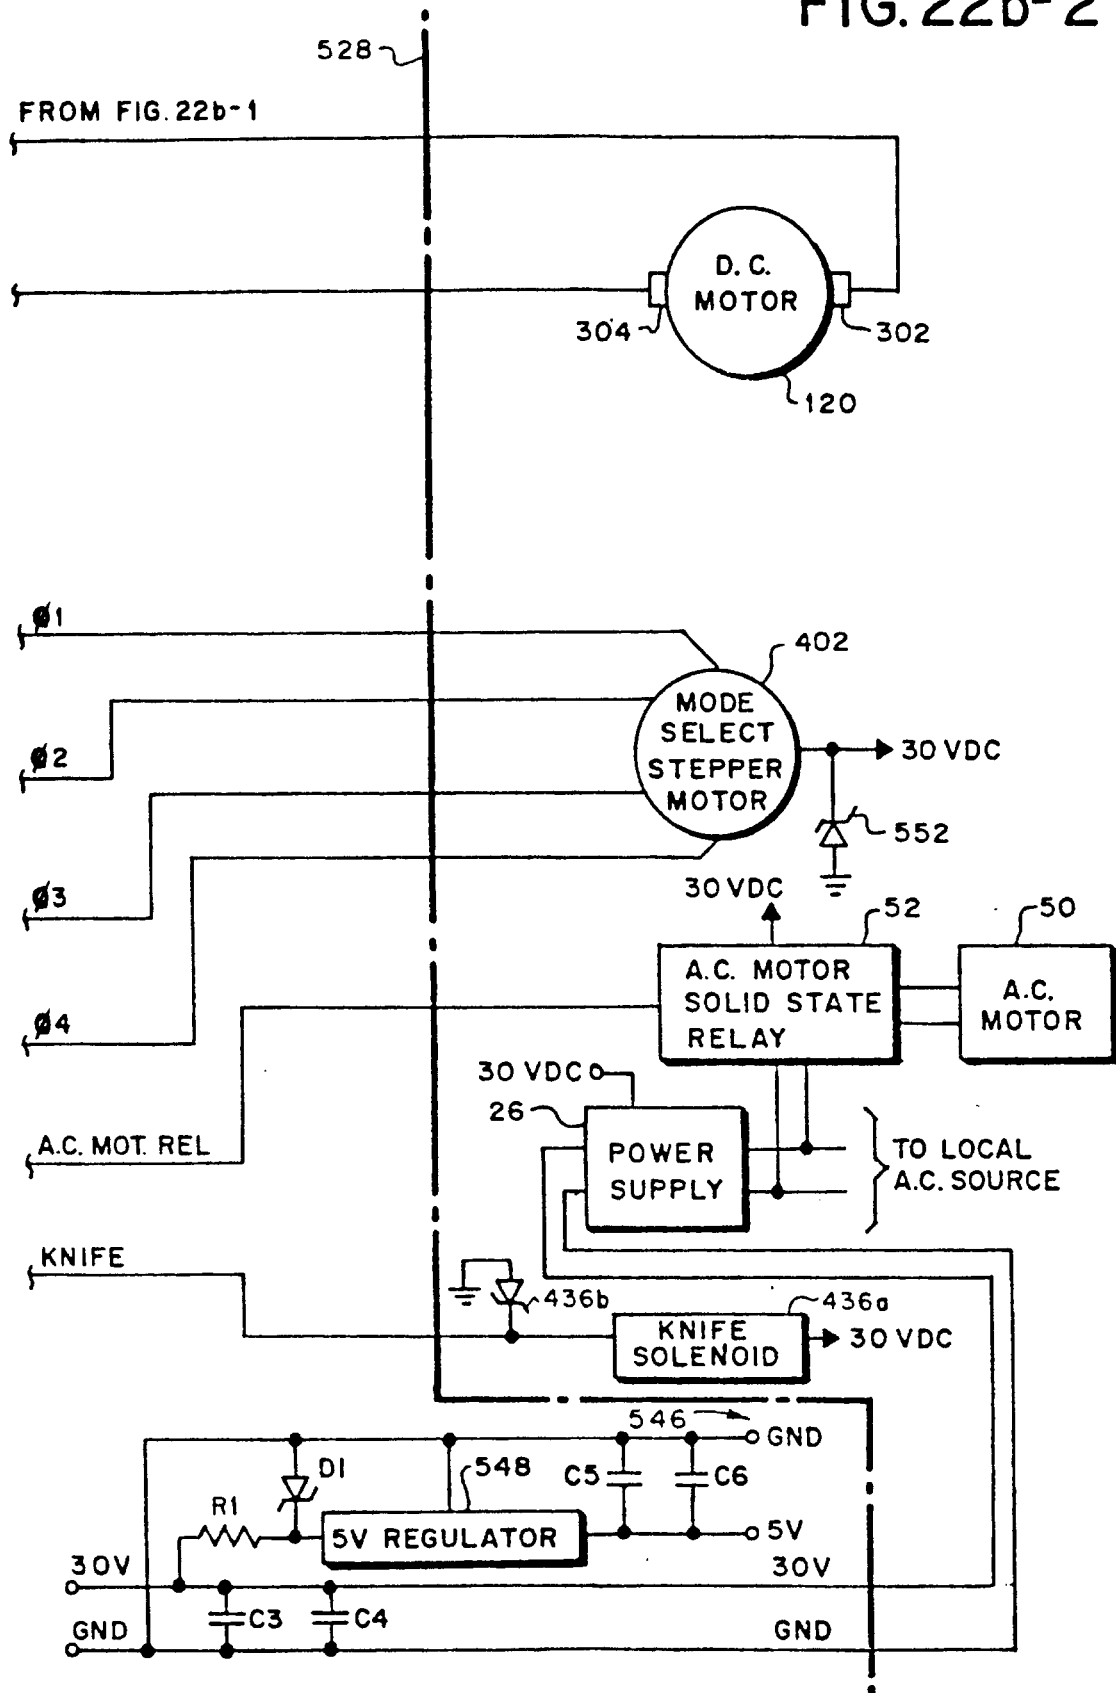 FIG. 22b-2
528
FROM FIG. 22b-1
D. C.
MOTOR
304
302
120
Ø1
402
MODE
SELECT
STEPPER
MOTOR
Ø2
30 VDC
552
Ø3
30 VDC
52
50
A.C. MOTOR
SOLID STATE
RELAY
A.C.
MOTOR
Ø4
30 VDC
26
A.C. MOT. REL
POWER
SUPPLY
TO LOCAL
A.C. SOURCE
KNIFE
436b
436a
KNIFE
SOLENOID
30 VDC
546
GND
D1
548
C5
C6
R1
5V REGULATOR
5V
30V
30V
C3
C4
GND
GND